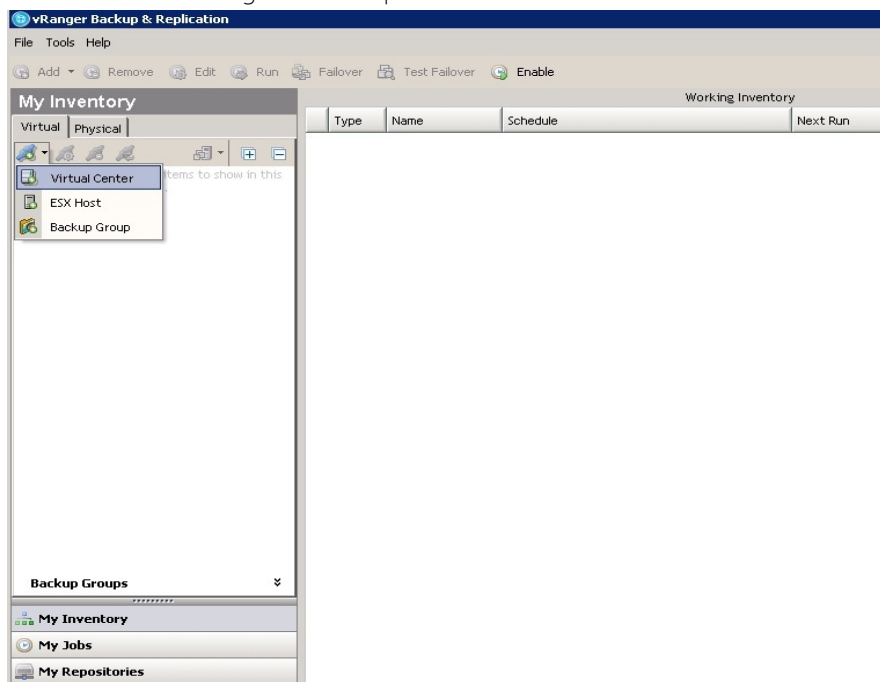 vRanger Backup & Replication
File Tools Help
Add Remove Edit Run Failover Test Failover Enable
My Inventory
Working Inventory
Virtual Physical
Type Name Schedule Next Run
Virtual Center
items to show in this
ESX Host
Backup Group
Backup Groups
My Inventory
My Jobs
My Repositories